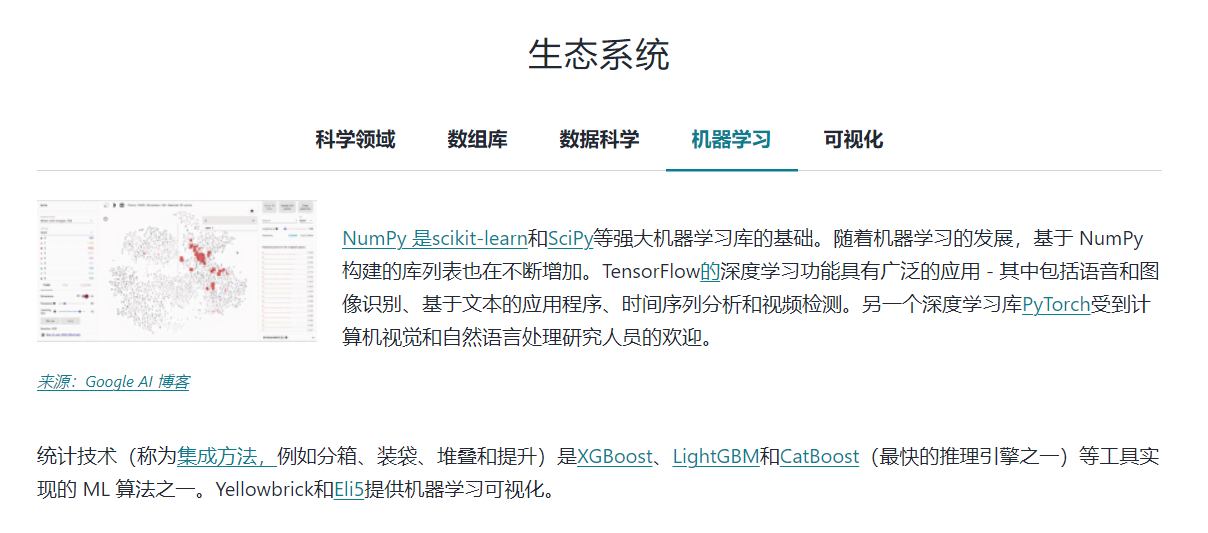 生态系统
科学领域 数组库 数据科学 机器学习 可视化
NumPy 是scikit-learn和SciPy等强大机器学习库的基础。随着机器学习的发展，基于 NumPy
构建的库列表也在不断增加。TensorFlow的深度学习功能具有广泛的应用 - 其中包括语音和图
像识别、基于文本的应用程序、时间序列分析和视频检测。另一个深度学习库PyTorch受到计
算机视觉和自然语言处理研究人员的欢迎。
来源：Google AI 博客
统计技术（称为集成方法，例如分箱、装袋、堆叠和提升）是XGBoost、LightGBM和CatBoost（最快的推理引擎之一）等工具实
现的 ML 算法之一。Yellowbrick和Eli5提供机器学习可视化。